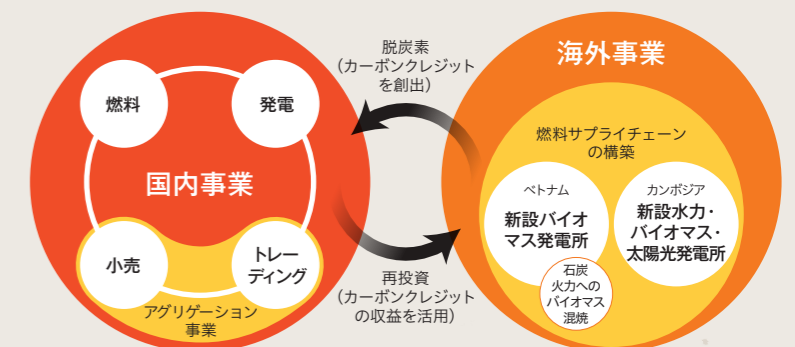 燃料
発電
国内事業
小売
トレー
ディング
アグリゲーション
事業
脱炭素
（カーボンクレジット
を創出）
再投資
（カーボンクレジット
の収益を活用）
海外事業
燃料サプライチェーン
の構築
ベトナム
新設バイオ
マス発電所
石炭
火力への
バイオマス
混焼
カンボジア
新設水力・
バイオマス・
太陽光発電所